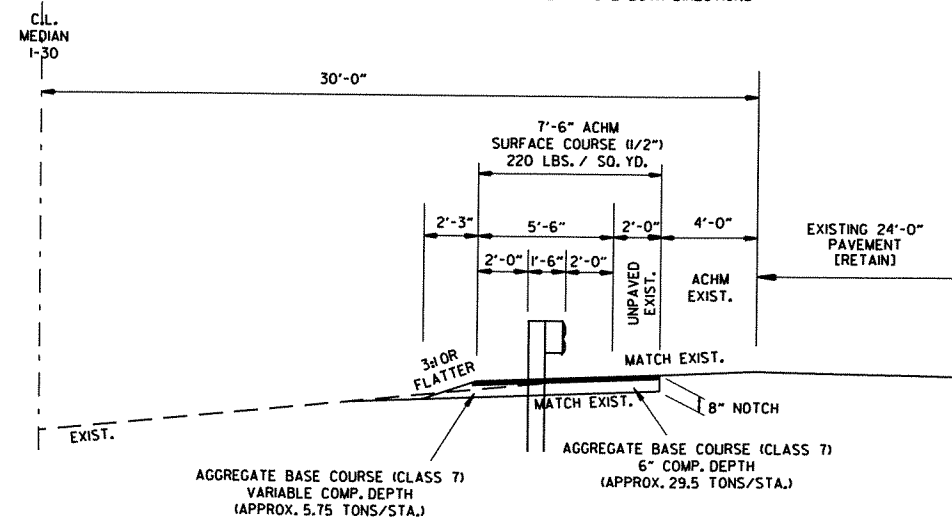 C.L.
MEDIAN
I-30
30'-0"
7'-6" ACHM
SURFACE COURSE (1/2")
220 LBS. / SQ. YD.
2'-3"
5'-6"
2'-0"
4'-0"
2'-0"
1'-6"
2'-0"
UNPAVED
EXIST.
ACHM
EXIST.
EXISTING 24'-0"
PAVEMENT
[RETAIN]
3:1 OR
FLATTER
MATCH EXIST.
MATCH EXIST.
8" NOTCH
EXIST.
AGGREGATE BASE COURSE (CLASS 7)
VARIABLE COMP. DEPTH
(APPROX. 5.75 TONS/STA.)
AGGREGATE BASE COURSE (CLASS 7)
6" COMP. DEPTH
(APPROX. 29.5 TONS/STA.)